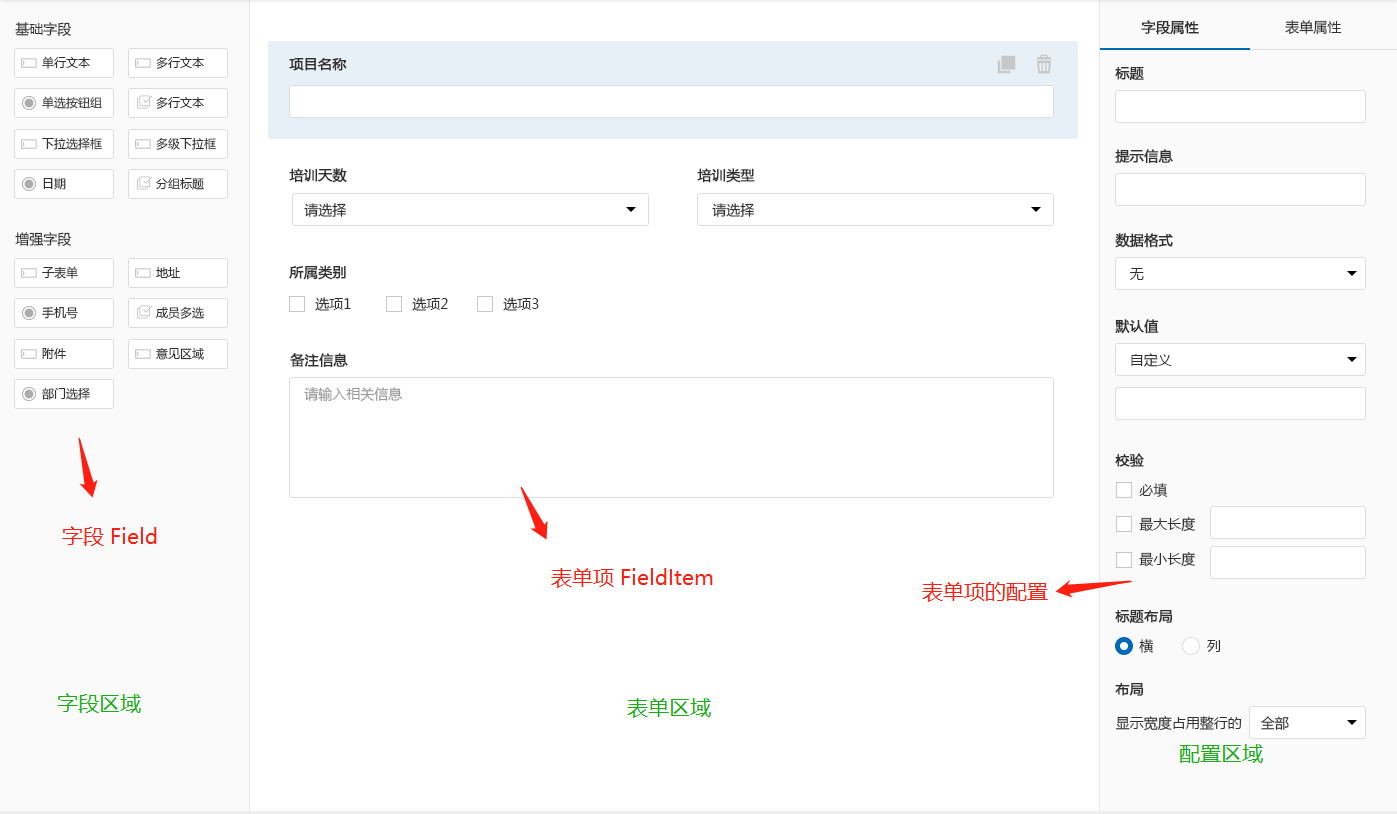 基础字段
单行文本
多行文本
单选按钮组
多行文本
下拉选择框
多级下拉框
日期
分组标题
增强字段
子表单
地址
手机号
成员多选
附件
意见区域
部门选择
字段 Field
字段区域
项目名称
培训天数
培训类型
请选择
请选择
所属类别
选项1
选项2
选项3
备注信息
请输入相关信息
表单项 FieldItem
表单区域
字段属性
表单属性
标题
提示信息
数据格式
无
默认值
自定义
校验
必填
最大长度
最小长度
表单项的配置
标题布局
横
列
布局
显示宽度占用整行的
全部
配置区域